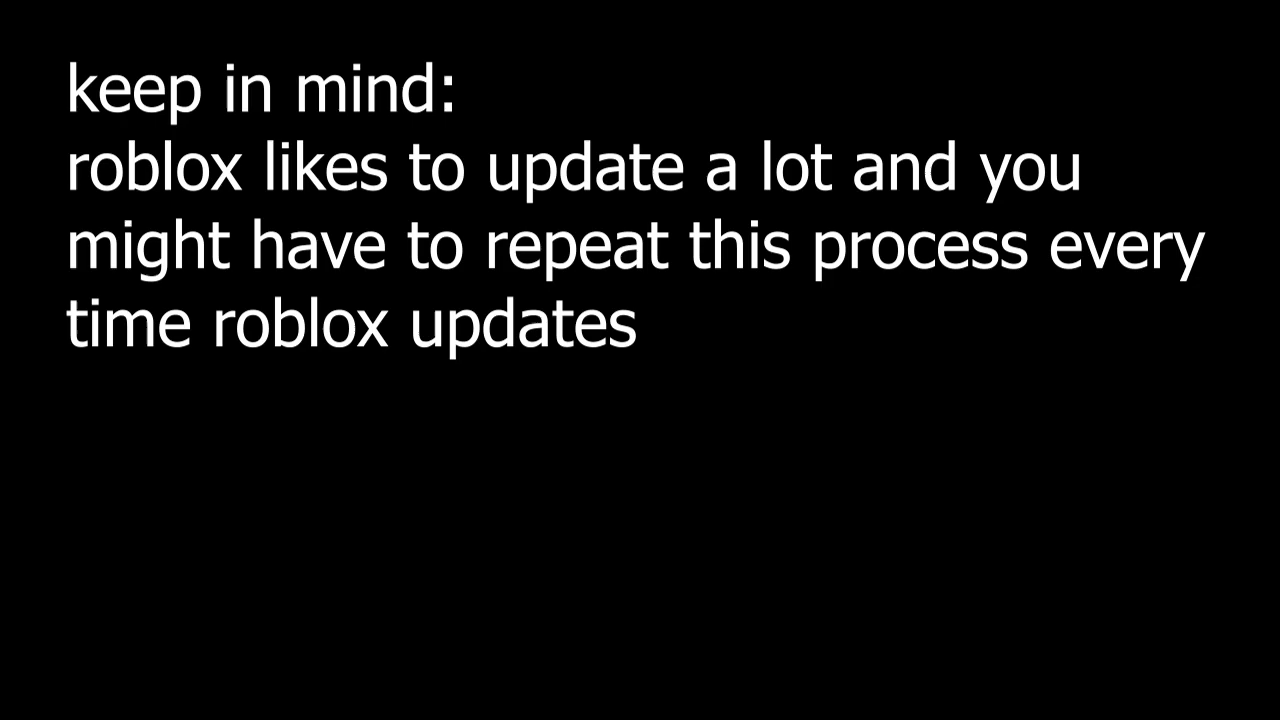 keep in mind:
roblox likes to update a lot and you
might have to repeat this process every
time roblox updates